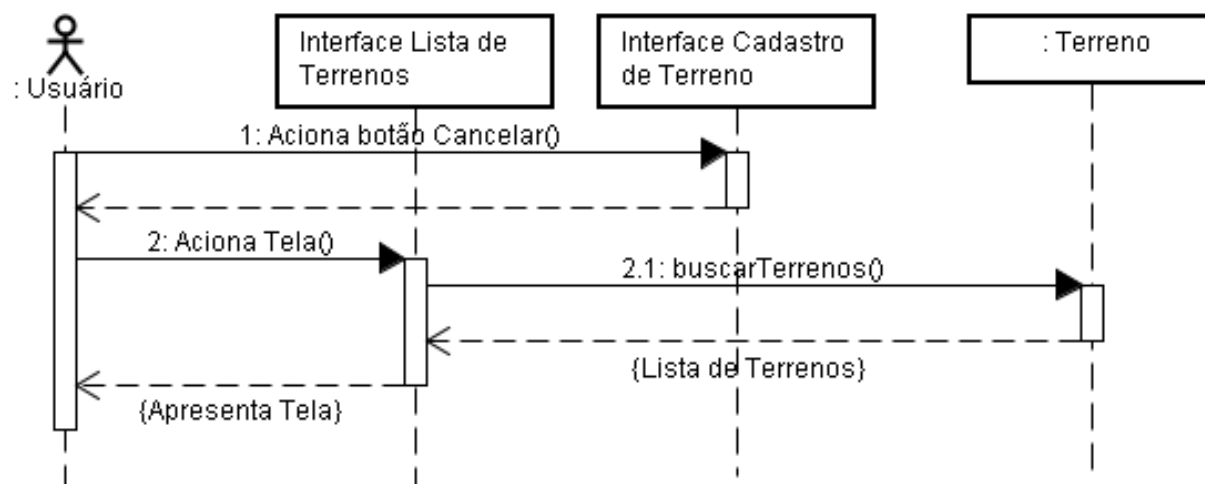 : Usuário
Interface Lista de
Terrenos
Interface Cadastro
de Terreno
: Terreno
1: Aciona botão Cancelar()
2: Aciona Tela()
2.1: buscarTerrenos()
{Lista de Terrenos}
{Apresenta Tela}